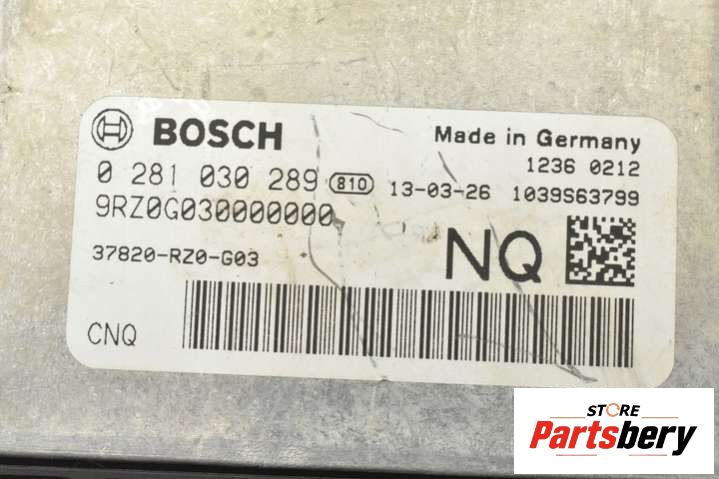 BOSCH Made in Germany
1236 0212
0 281 030 289 810 13-03-26 1039S63799
9RZ0G030000000
37820-RZ0-G03 NQ
CNQ
STORE
Partsbery